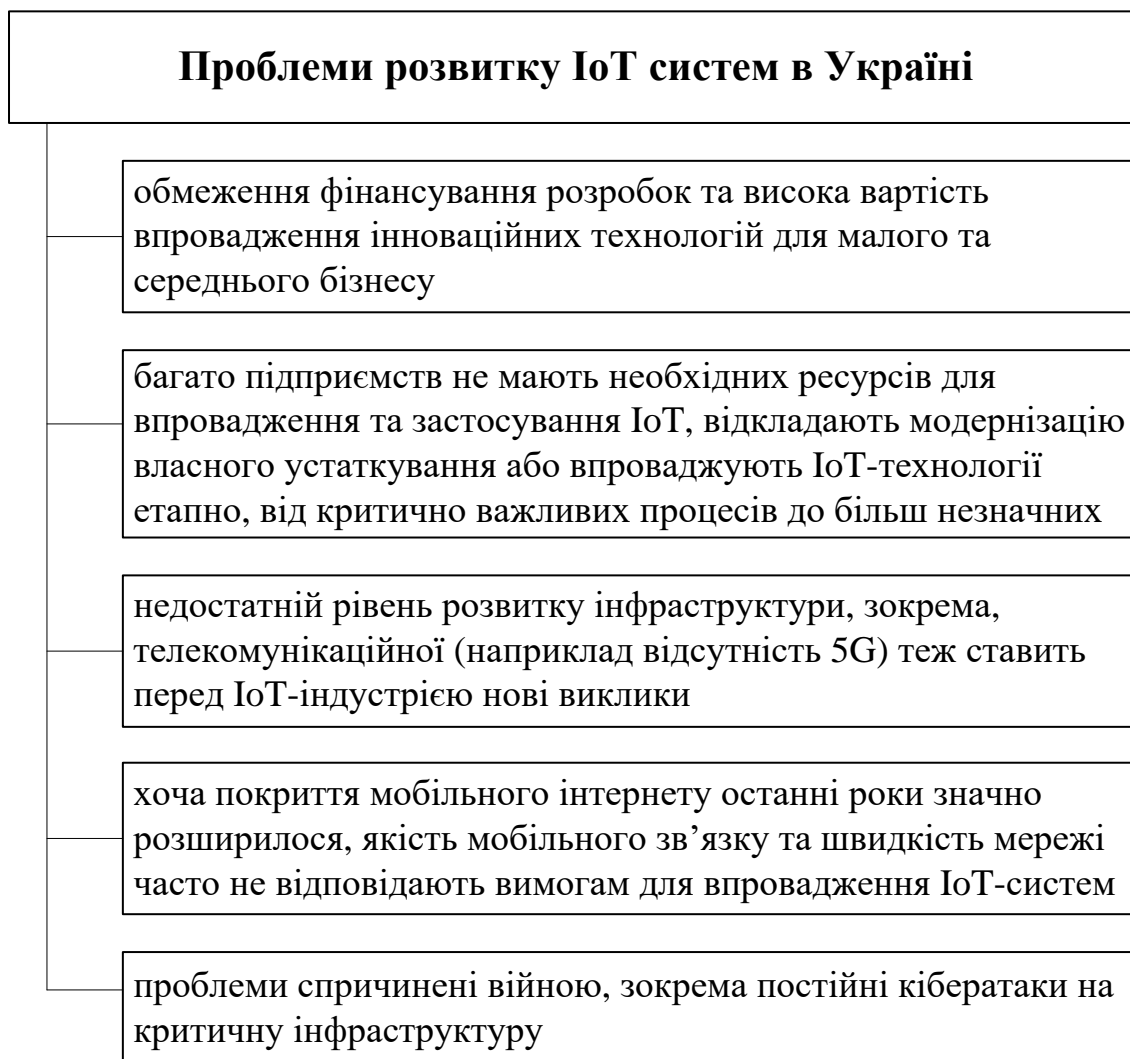 Проблеми розвитку IoT систем в Україні
обмеження фінансування розробок та висока вартість
впровадження інноваційних технологій для малого та
середнього бізнесу
багато підприємств не мають необхідних ресурсів для
впровадження та застосування IoT, відкладають модернізацію
власного устаткування або впроваджують IoT-технології
етапно, від критично важливих процесів до більш незначних
недостатній рівень розвитку інфраструктури, зокрема,
телекомунікаційної (наприклад відсутність 5G) теж ставить
перед IoT-індустрією нові виклики
хоча покриття мобільного інтернету останні роки значно
розширилося, якість мобільного зв’язку та швидкість мережі
часто не відповідають вимогам для впровадження IoT-систем
проблеми спричинені війною, зокрема постійні кібератаки на
критичну інфраструктуру